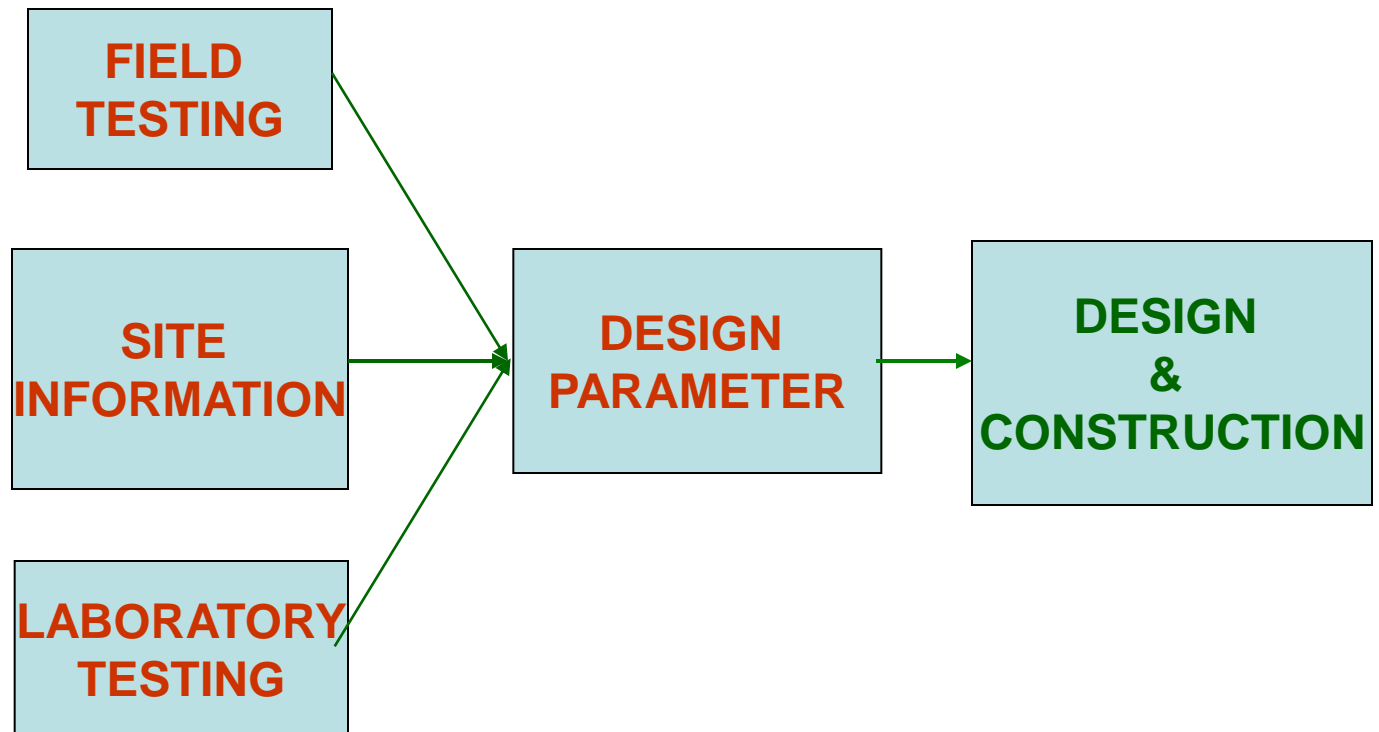 FIELD
TESTING
SITE
INFORMATION
LABORATORY
TESTING
DESIGN
PARAMETER
DESIGN
&
CONSTRUCTION